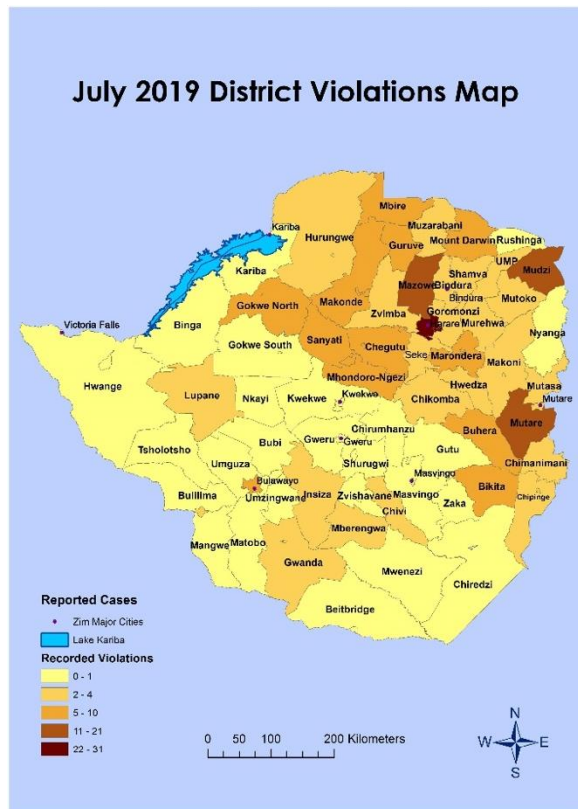 July 2019 District Violations Map
Mbire
Kariba
Hurungwe
Muzarabani
Guruve
Mount Darwin
Rushinga
UMP
Kariba
Mudzi
Shamva
Mazowe
Bindura
Bindura
Mutoko
Gokwe North
Makonde
Zvimba
Goromonzi
Murehwa
Victoria Falls
Binga
Sanyati
Chegutu
Seke
Marondera
Nyanga
Makoni
Gokwe South
Hwange
Mhondoro-Ngezi
Hwedza
Mutasa
Lupane
Nkayi
Kwekwe
Kwekwe
Chikomba
Mutare
Mutare
Buhera
Tsholotsho
Bubi
Chirumhanzu
Gweru
Gweru
Gutu
Chimanimani
Umguza
Shurugwi
Bulilima
Bulawayo
Umzingwane
Insiza
Zvishavane
Masvingo
Masvingo
Bikita
Zaka
Chipinge
Chivi
Mangwe
Matobo
Mberengwa
Gwanda
Mwenezi
Chiredzi
Beitbridge
Reported Cases
Zim Major Cities
Lake Kariba
Recorded Violations
0 - 1
2 - 4
5 - 10
11 - 21
22 - 31
0 50 100 200 Kilometers
N
W E
S